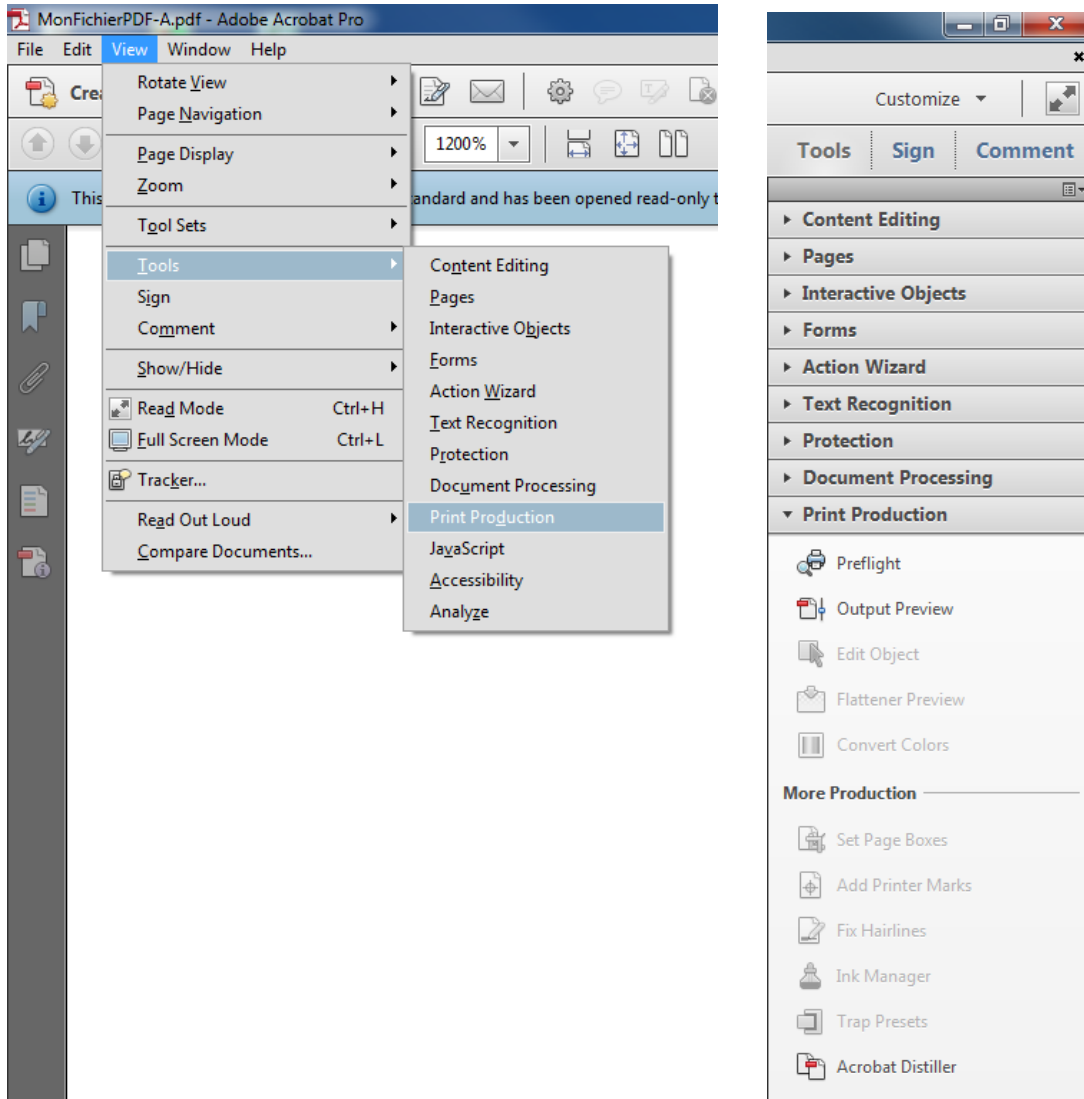 MonFichierPDF-A.pdf - Adobe Acrobat Pro
File Edit View Window Help
Crea
1200%
This
andard and has been opened read-only t
Rotate View
Page Navigation
Page Display
Zoom
Tool Sets
Tools
Sign
Comment
Show/Hide
Read Mode Ctrl+H
Full Screen Mode Ctrl+L
Tracker...
Read Out Loud
Compare Documents...
Content Editing
Pages
Interactive Objects
Forms
Action Wizard
Text Recognition
Protection
Document Processing
Print Production
JavaScript
Accessibility
Analyze
Customize
Tools Sign Comment
Content Editing
Pages
Interactive Objects
Forms
Action Wizard
Text Recognition
Protection
Document Processing
Print Production
Preflight
Output Preview
Edit Object
Flattener Preview
Convert Colors
More Production
Set Page Boxes
Add Printer Marks
Fix Hairlines
Ink Manager
Trap Presets
Acrobat Distiller